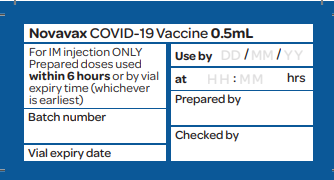 Novavax COVID-19 Vaccine 0.5mL
For IM injection ONLY
Prepared doses used
within 6 hours or by vial
expiry time (whichever
is earliest)
Batch number
Vial expiry date
Use by DD / MM / YY
at HH : MM hrs
Prepared by
Checked by